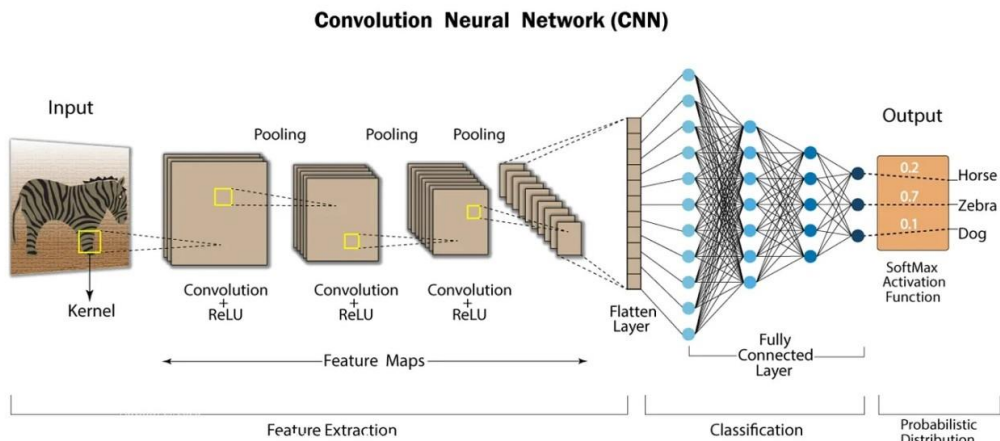 Convolution Neural Network (CNN)
Input
Pooling
Pooling
Pooling
Output
0.2
Horse
0.7
Zebra
0.1
Dog
Kernel
Convolution
+
ReLU
Convolution
+
ReLU
Convolution
+
ReLU
Flatten
Layer
SoftMax
Activation
Function
Feature Maps
Fully
Connected
Layer
Feature Extraction
Classification
Probabilistic
Distribution